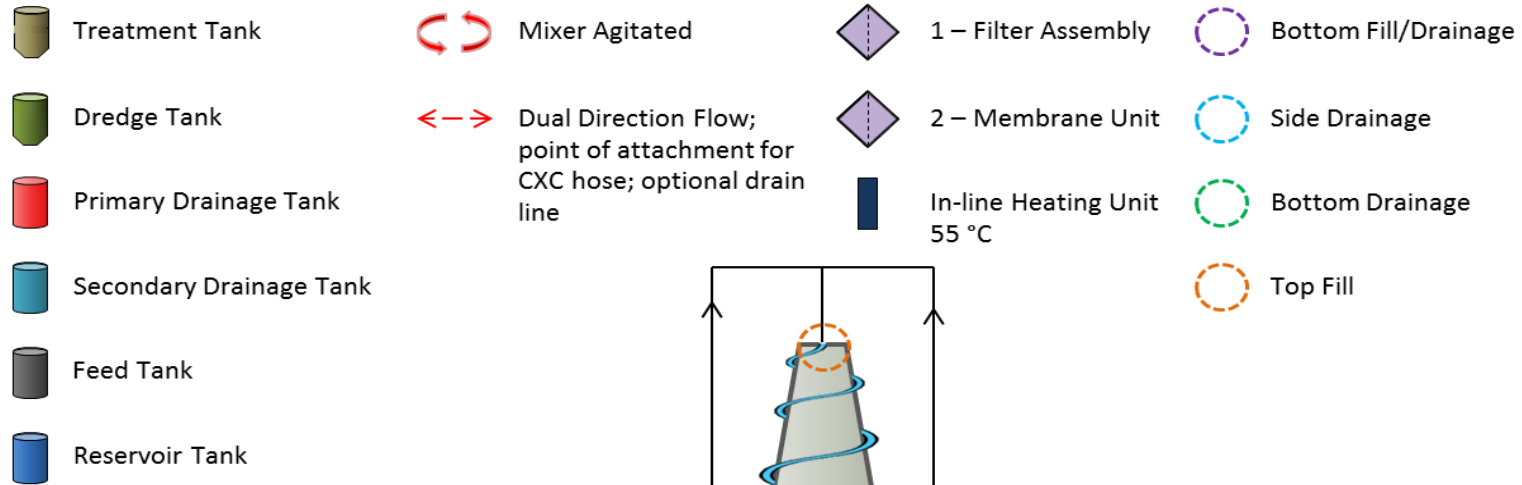 Treatment Tank
Dredge Tank
Primary Drainage Tank
Secondary Drainage Tank
Feed Tank
Reservoir Tank
Mixer Agitated
Dual Direction Flow;
point of attachment for
CXC hose; optional drain
line
1 – Filter Assembly
2 – Membrane Unit
In-line Heating Unit
55 °C
Bottom Fill/Drainage
Side Drainage
Bottom Drainage
Top Fill